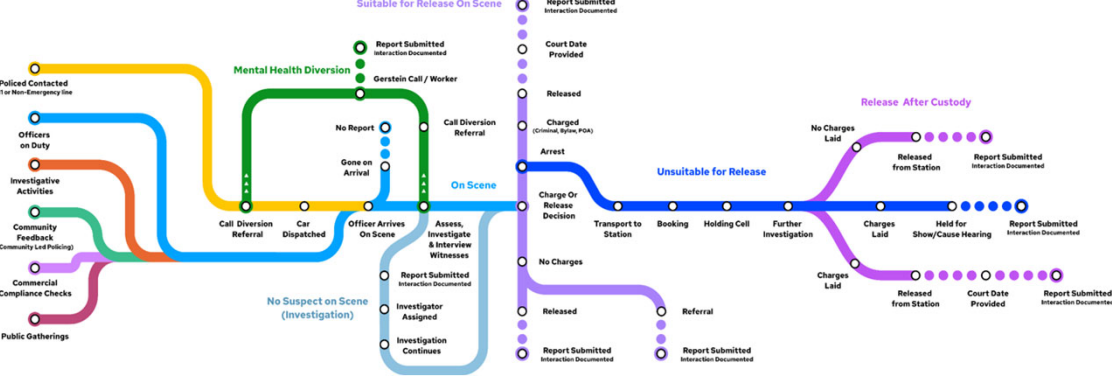 Suitable for Release On Scene
Report Submitted
Interaction Documented
Court Date
Provided
Released
Charged
(Criminal, Bylaw, POA)
Arrest
Charge Or
Release
Decision
No Charges
Released
Report Submitted
Interaction Documented
Referral
Report Submitted
Interaction Documented
Policed Contacted
or Non-Emergency line
Officers
on Duty
Investigative
Activities
Community
Feedback
Community Led Policing)
Commercial
Compliance Checks
Public Gatherings
Mental Health Diversion
Report Submitted
Interaction Documented
Gerstein Call / Worker
Call Diversion
Referral
No Report
Gone on
Arrival
On Scene
Call Diversion
Referral
Car
Dispatched
Officer Arrives
On Scene
Assess,
Investigate
& Interview
Witnesses
No Suspect on Scene
(Investigation)
Report Submitted
Interaction Documented
Investigator
Assigned
Investigation
Continues
Unsuitable for Release
Transport to
Station
Booking
Holding Cell
Further
Investigation
Charges
Laid
Held for
Show/Cause Hearing
Report Submitted
Interaction Documented
Release After Custody
No Charges
Laid
Released
from Station
Report Submitted
Interaction Documented
Charges
Laid
Released
from Station
Court Date
Provided
Report Submitted
Interaction Documented